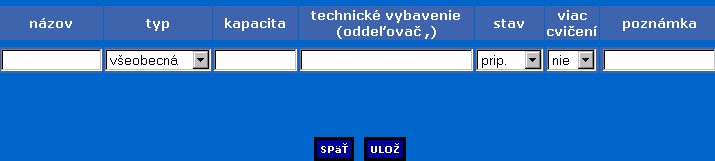 názov typ kapacita technické vybavenie (oddeľovač ,) stav viac cvičení poznámka
všeobecná prip. nie
SPäŤ ULOŽ